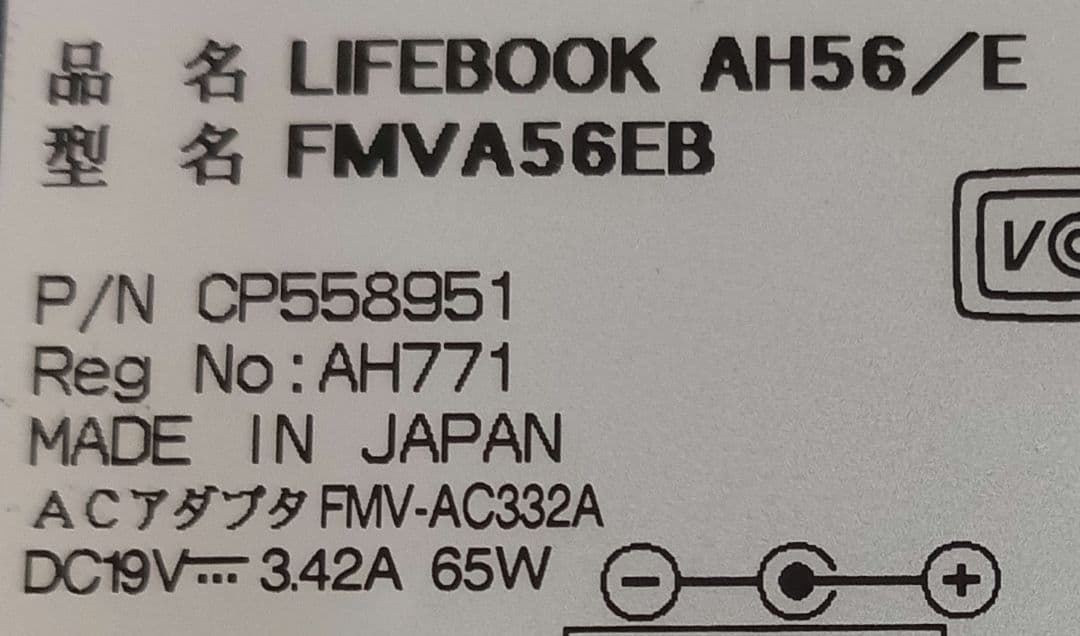 品 名 LIFEBOOK AH56/E
型 名 FMVA56EB
P/N CP558951
Reg No:AH771
MADE IN JAPAN
ACアダプタ FMV-AC332A
DC19V⎓ 3.42A 65W